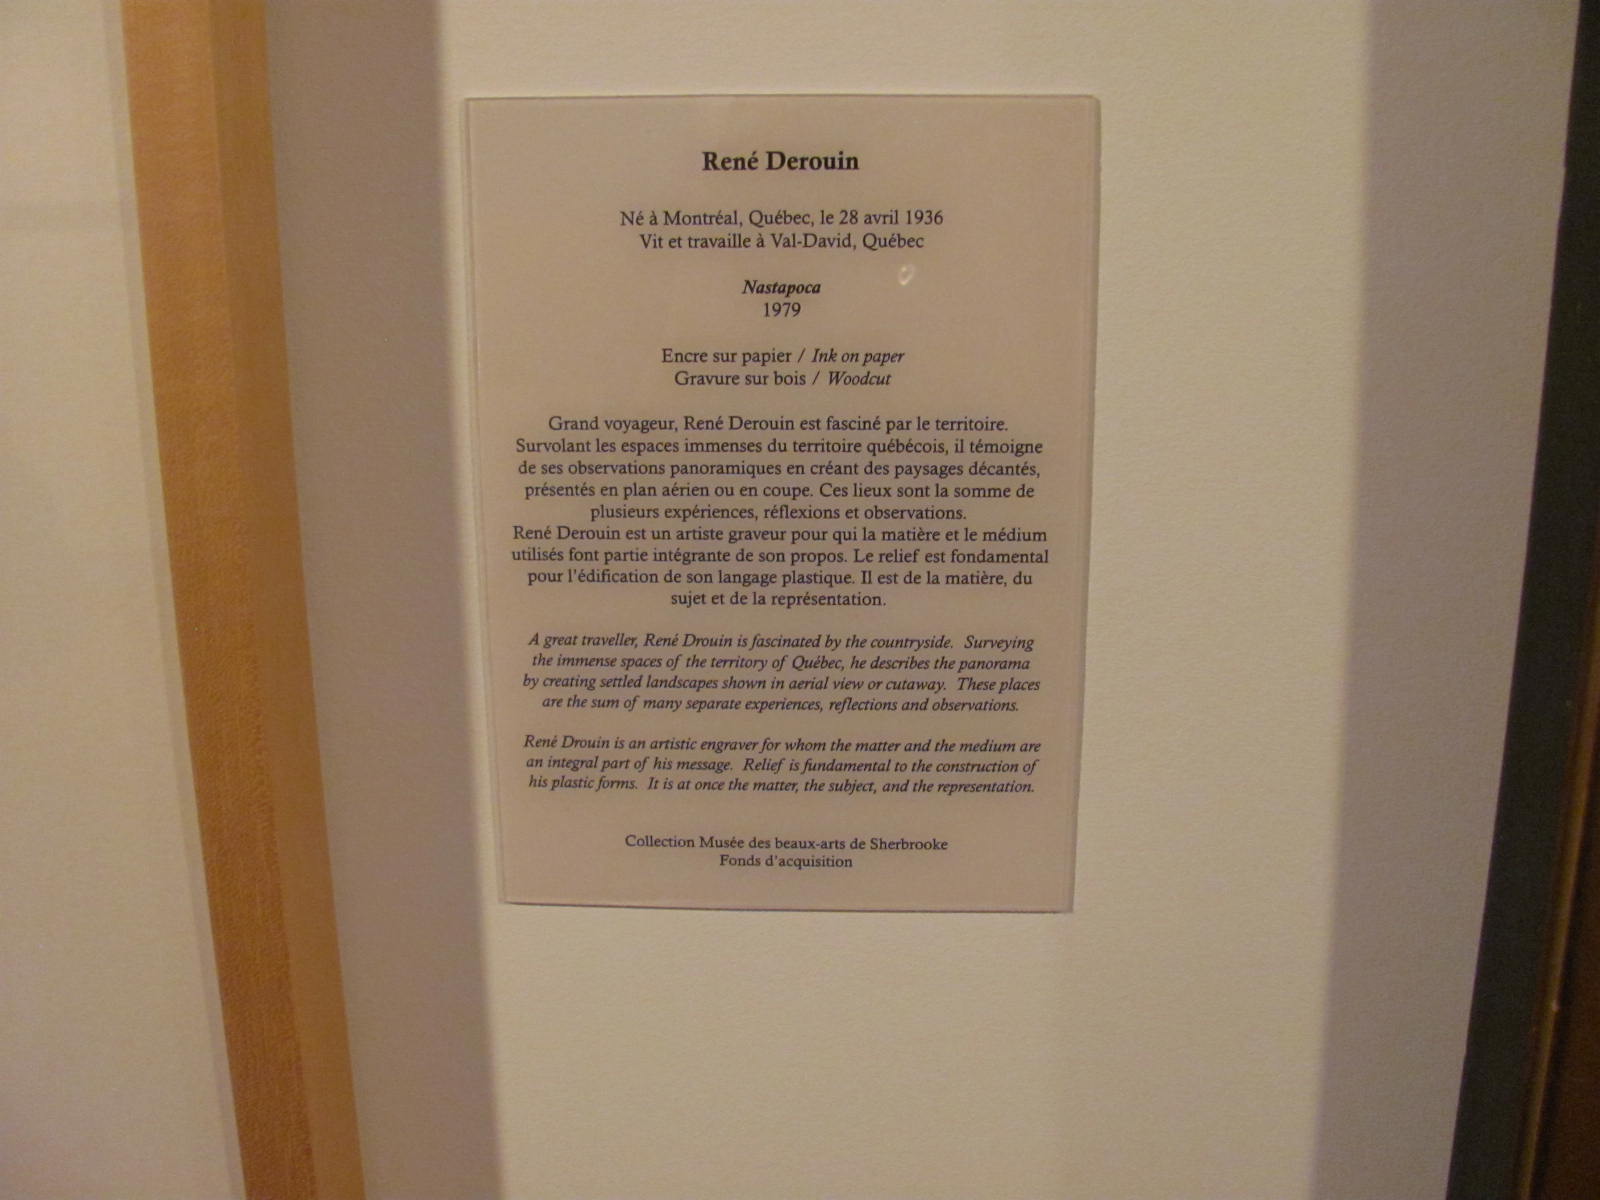 René Derouin
Né à Montréal, Québec, le 28 avril 1936
Vit et travaille à Val-David, Québec
Nastapoca
1979
Encre sur papier / Ink on paper
Gravure sur bois / Woodcut
Grand voyageur, René Derouin est fasciné par le territoire.
Survolant les espaces immenses du territoire québécois, il témoigne
de ses observations panoramiques en créant des paysages décantés,
présentés en plan aérien ou en coupe. Ces lieux sont la somme de
plusieurs expériences, réflexions et observations.
René Derouin est un artiste graveur pour qui la matière et le médium
utilisés font partie intégrante de son propos. Le relief est fondamental
pour l'édification de son langage plastique. Il est de la matière, du
sujet et de la représentation.
A great traveller, René Drouin is fascinated by the countryside. Surveying
the immense spaces of the territory of Québec, he describes the panorama
by creating settled landscapes shown in aerial view or cutaway. These places
are the sum of many separate experiences, reflections and observations.
René Drouin is an artistic engraver for whom the matter and the medium are
an integral part of his message. Relief is fundamental to the construction of
his plastic forms. It is at once the matter, the subject, and the representation.
Collection Musée des beaux-arts de Sherbrooke
Fonds d'acquisition